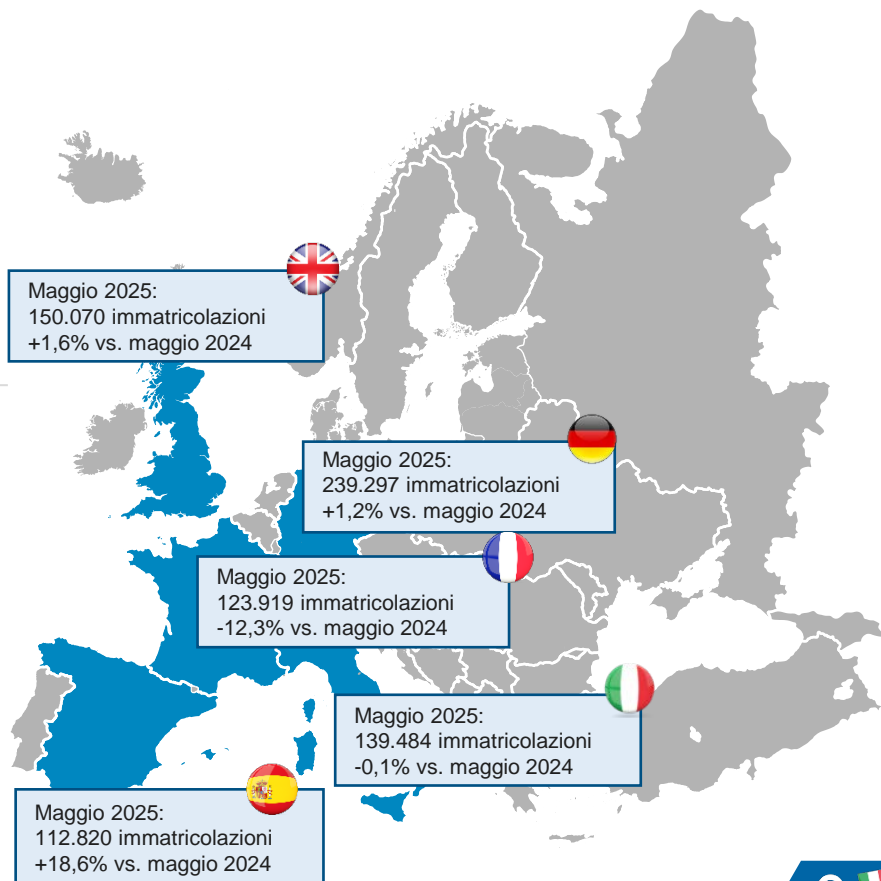 Maggio 2025:
150.070 immatricolazioni
+1,6% vs. maggio 2024
Maggio 2025:
239.297 immatricolazioni
+1,2% vs. maggio 2024
Maggio 2025:
123.919 immatricolazioni
-12,3% vs. maggio 2024
Maggio 2025:
139.484 immatricolazioni
-0,1% vs. maggio 2024
Maggio 2025:
112.820 immatricolazioni
+18,6% vs. maggio 2024